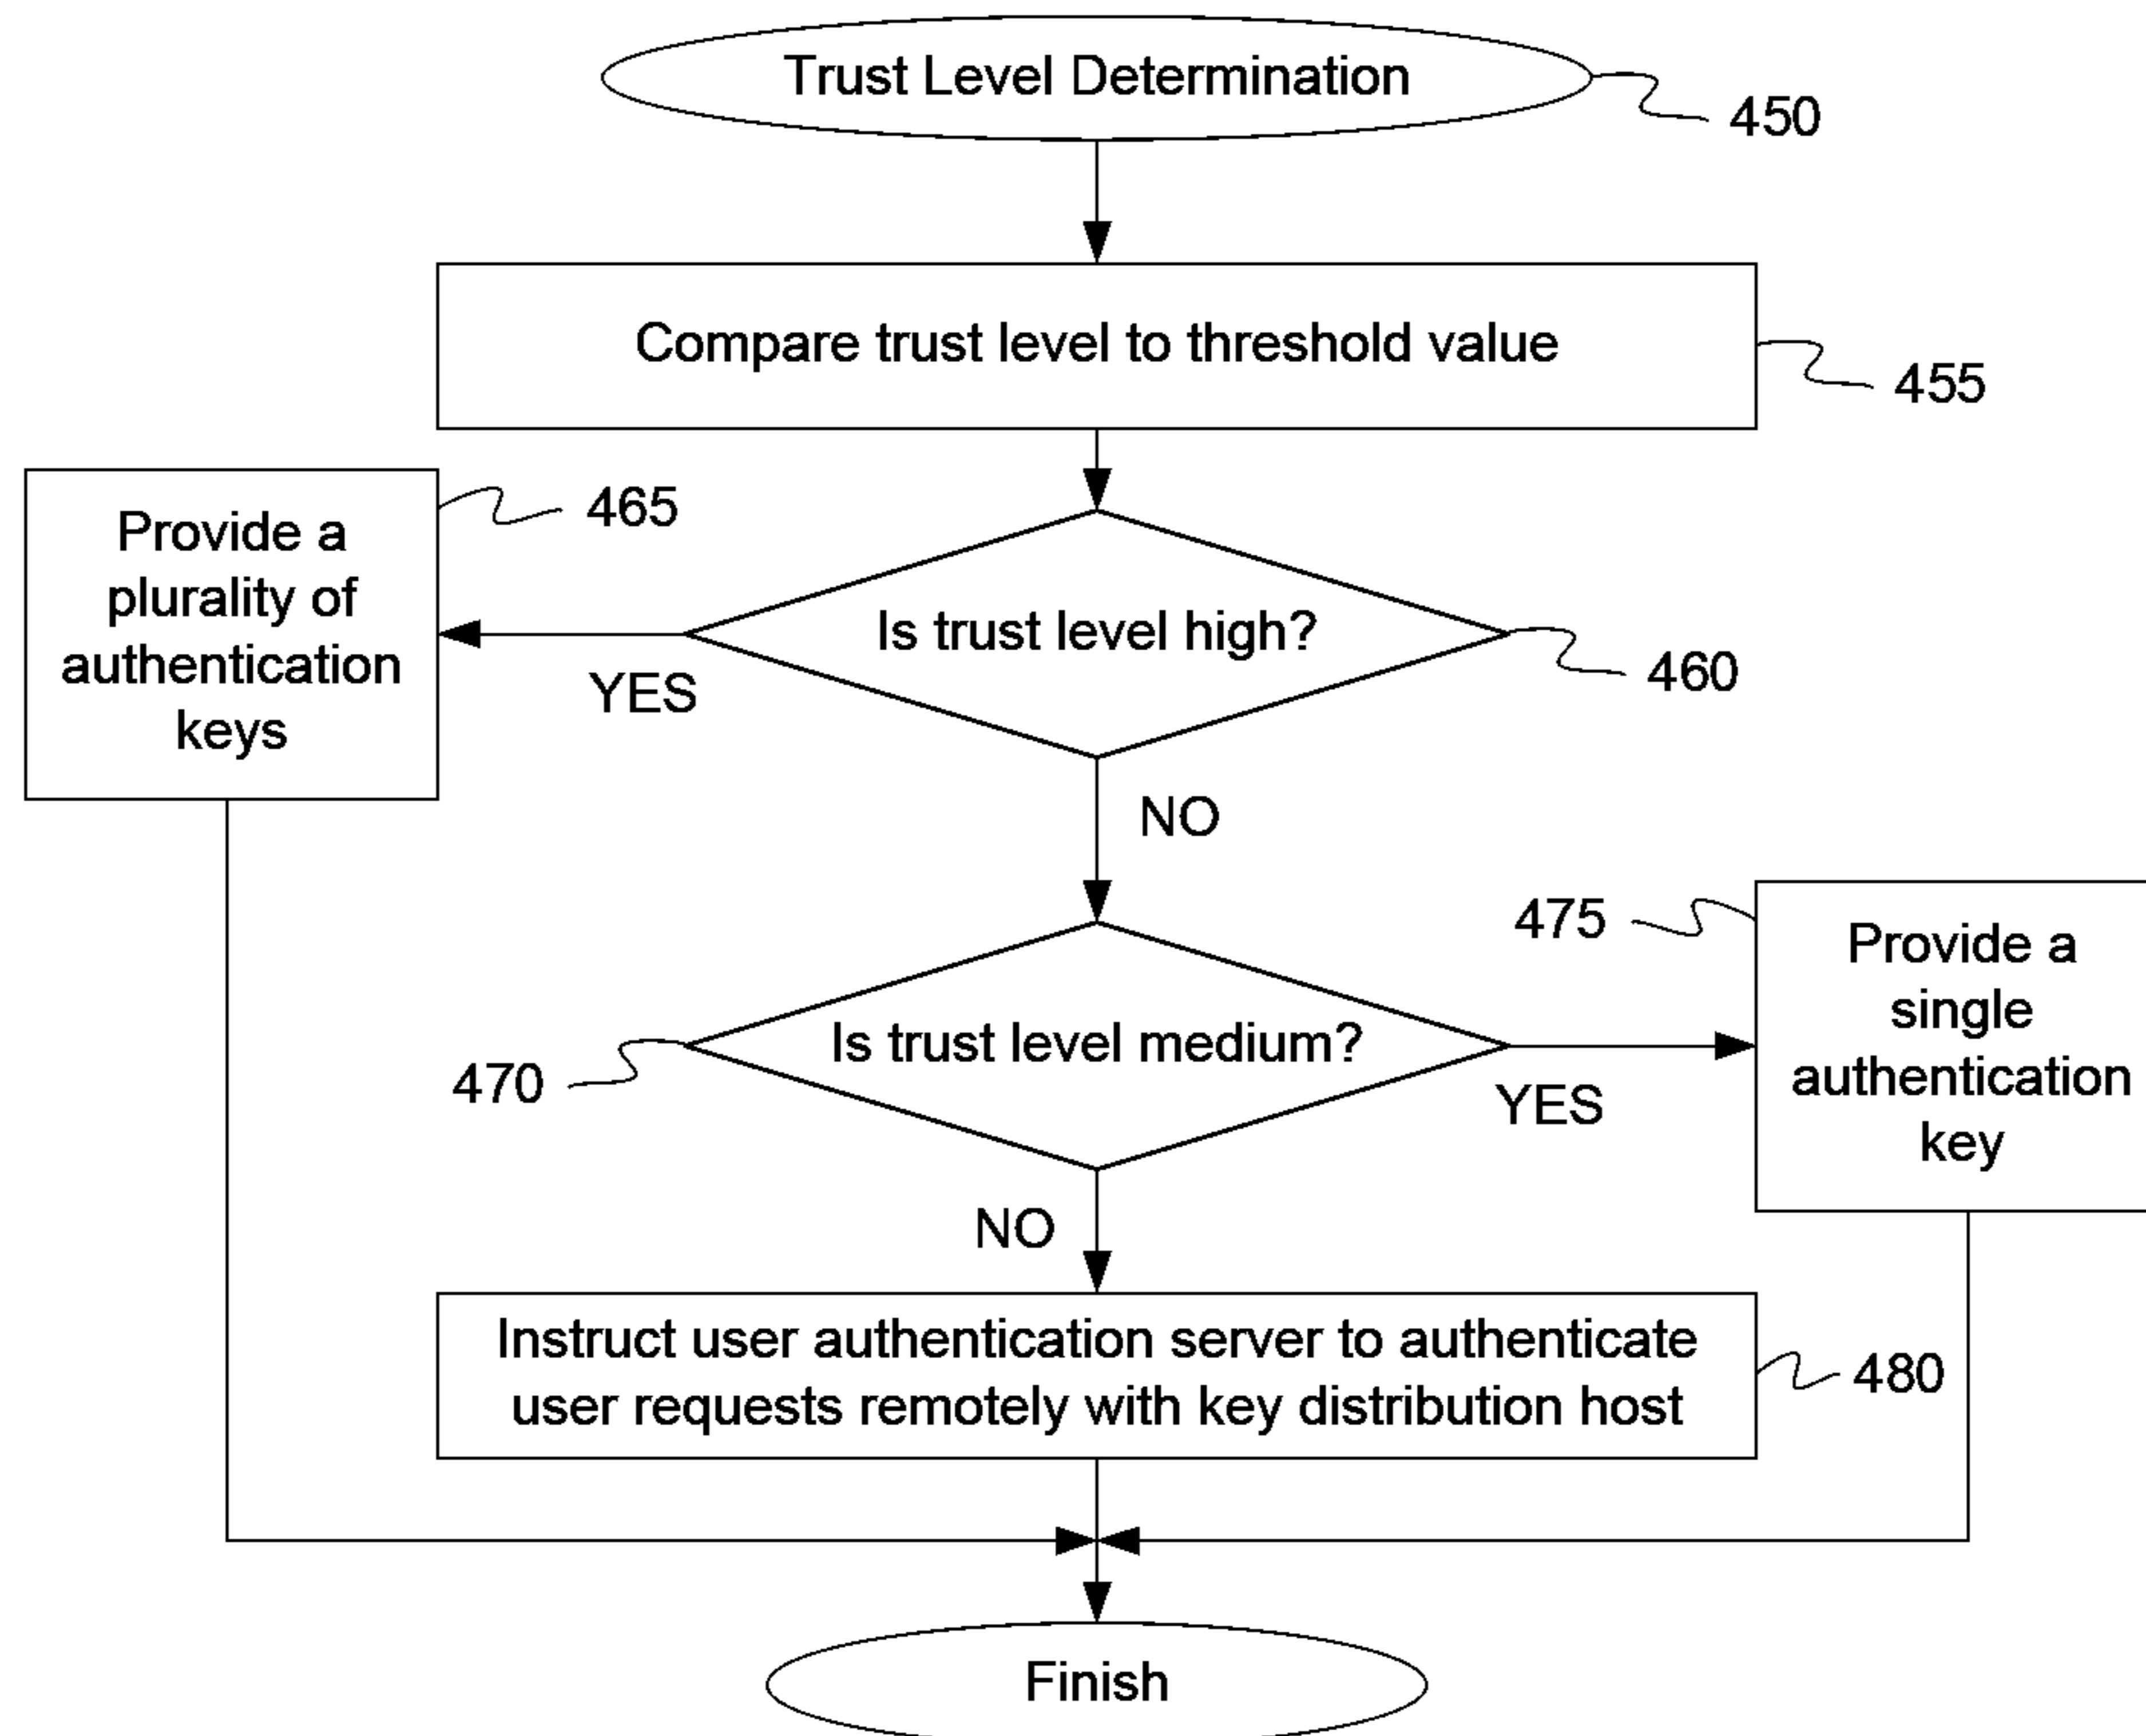 Trust Level Determination
450
Compare trust level to threshold value
455
Provide a
plurality of
authentication
keys
465
Is trust level high?
460
YES
NO
475
Provide a
single
authentication
key
Is trust level medium?
470
YES
NO
Instruct user authentication server to authenticate
user requests remotely with key distribution host
480
Finish